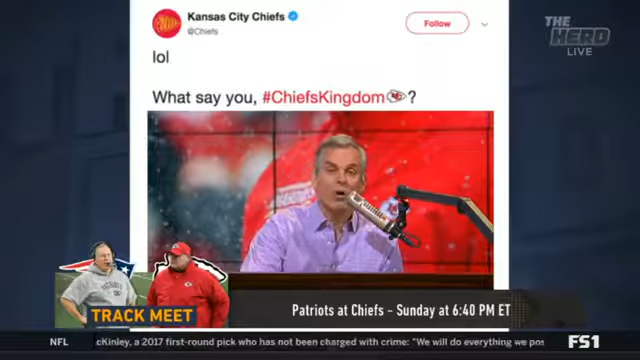 Kansas City Chiefs
@Chiefs
Follow
THE
HERD
LIVE
lol
What say you, #ChiefsKingdom?
TRACK MEET
Patriots at Chiefs - Sunday at 6:40 PM ET
NFL
cKinley, a 2017 first-round pick who has not been charged with crime: "We will do everything we pos
FS1